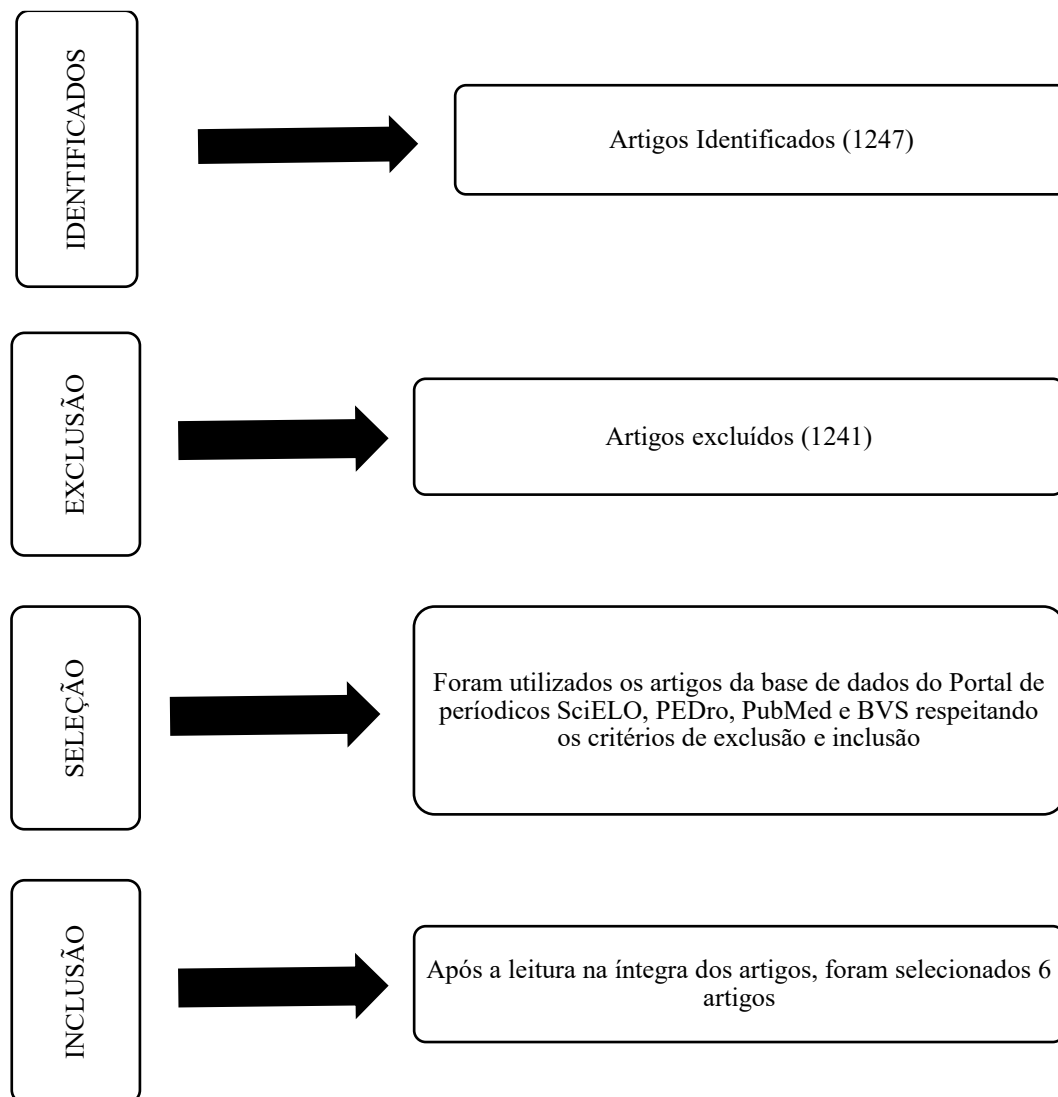 IDENTIFICADOS
Artigos Identificados (1247)
EXCLUSÃO
Artigos excluídos (1241)
SELEÇÃO
Foram utilizados os artigos da base de dados do Portal de
períodicos SciELO, PEDro, PubMed e BVS respeitando
os critérios de exclusão e inclusão
INCLUSÃO
Após a leitura na íntegra dos artigos, foram selecionados 6
artigos